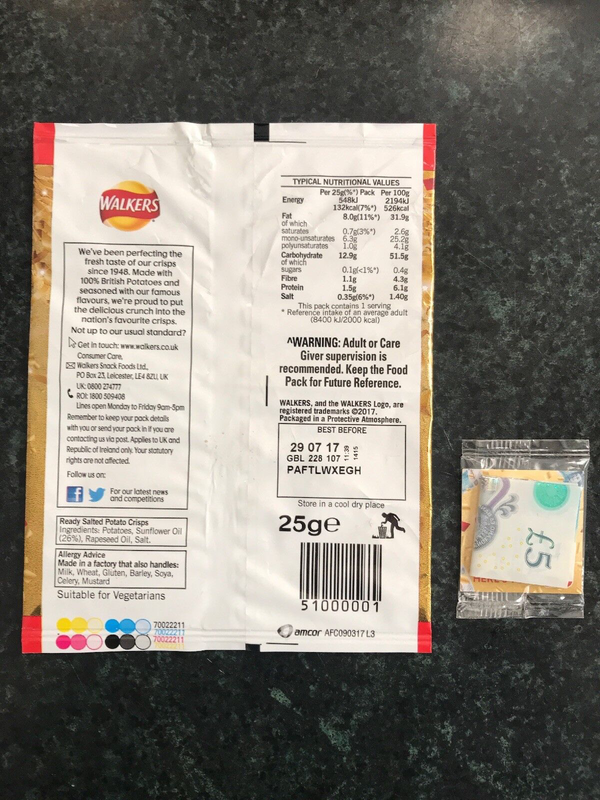 WALKERS
We've been perfecting the
fresh taste of our crisps
since 1948. Made with
100% British Potatoes and
seasoned with our famous
flavours, we're proud to put
the delicious crunch into the
nation's favourite crisps.
Not up to our usual standard?
Get in touch: www.walkers.co.uk
Consumer Care,
Walkers Snack Foods Ltd.,
PO Box 23, Leicester, LE4 8ZU, UK
UK: 0800 274777
ROI: 1800 509408
Lines open Monday to Friday 9am-5pm
Remember to keep your pack details
with you or send your pack in if you are
contacting us via post. Applies to UK and
Republic of Ireland only. Your statutory
rights are not affected.
Follow us on:
For our latest news
and competitions
Ready Salted Potato Crisps
Ingredients: Potatoes, Sunflower Oil
(26%), Rapeseed Oil, Salt.
Allergy Advice
Made in a factory that also handles:
Milk, Wheat, Gluten, Barley, Soya,
Celery, Mustard
Suitable for Vegetarians
70022211
70022211
70022211
TYPICAL NUTRITIONAL VALUES
Per 25g(%*) Pack Per 100g
Energy 548kJ 2194kJ
132kcal(7%*) 526kcal
Fat 8.0g(11%*) 31.9g
of which
saturates 0.7g(3%*) 2.6g
mono-unsaturates 6.3g 25.2g
polyunsaturates 1.0g 4.1g
Carbohydrate 12.9g 51.5g
of which
sugars 0.1g(<1%*) 0.4g
Fibre 1.1g 4.3g
Protein 1.5g 6.1g
Salt 0.35g(6%*) 1.40g
This pack contains 1 serving
* Reference intake of an average adult
(8400 kJ/2000 kcal)
^WARNING: Adult or Care
Giver supervision is
recommended. Keep the Food
Pack for Future Reference.
WALKERS, and the WALKERS Logo, are
registered trademarks ©2017.
Packaged in a Protective Atmosphere.
BEST BEFORE
29 07 17 11:39 1415
GBL 228 107
PAFTLWXEGH
Store in a cool dry place
25g℮
51000001
amcor AFC090317 L3
£5